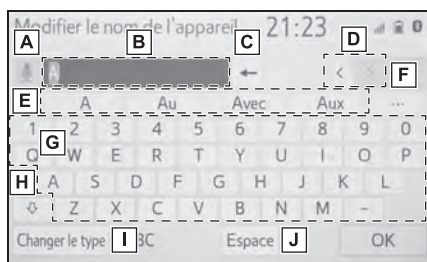 Modifier le nom de l'appareil 21:23
A B C D
A ← < > F
E A Au Avec Aux ...
1 2 3 4 5 6 7 8 9 0
G
Q W E R T Y U I O P
H A S D F G H J K L
Z X C V B N M -
Changer le type I BC Espace J OK